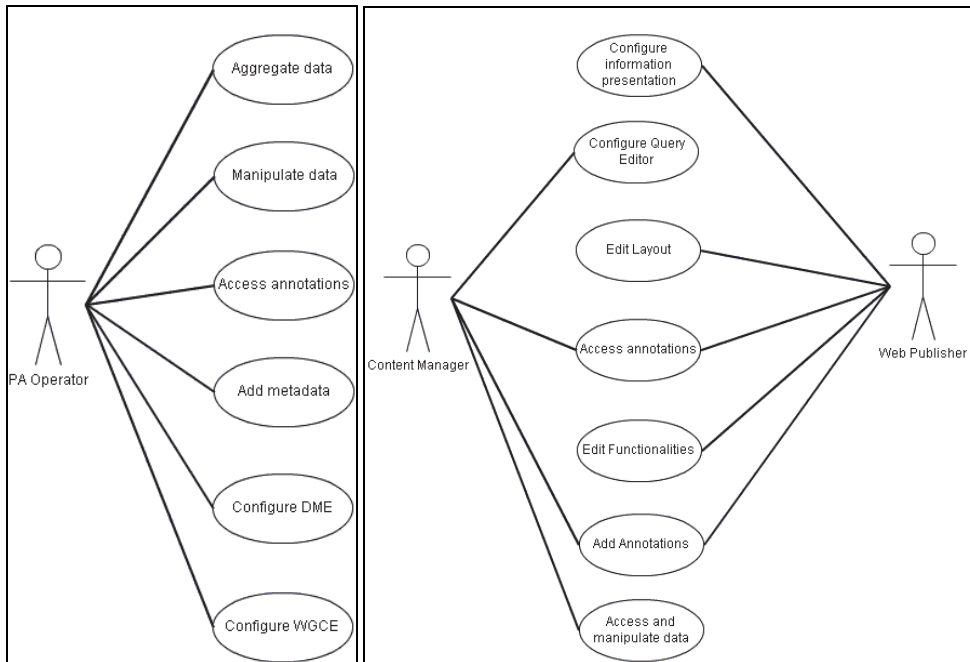 Aggregate data
Manipulate data
Access annotations
Add metadata
Configure DME
Configure WGCE
PA Operator
Configure
information
presentation
Configure Query
Editor
Edit Layout
Access annotations
Edit Functionalities
Add Annotations
Access and
manipulate data
Content Manager
Web Publisher